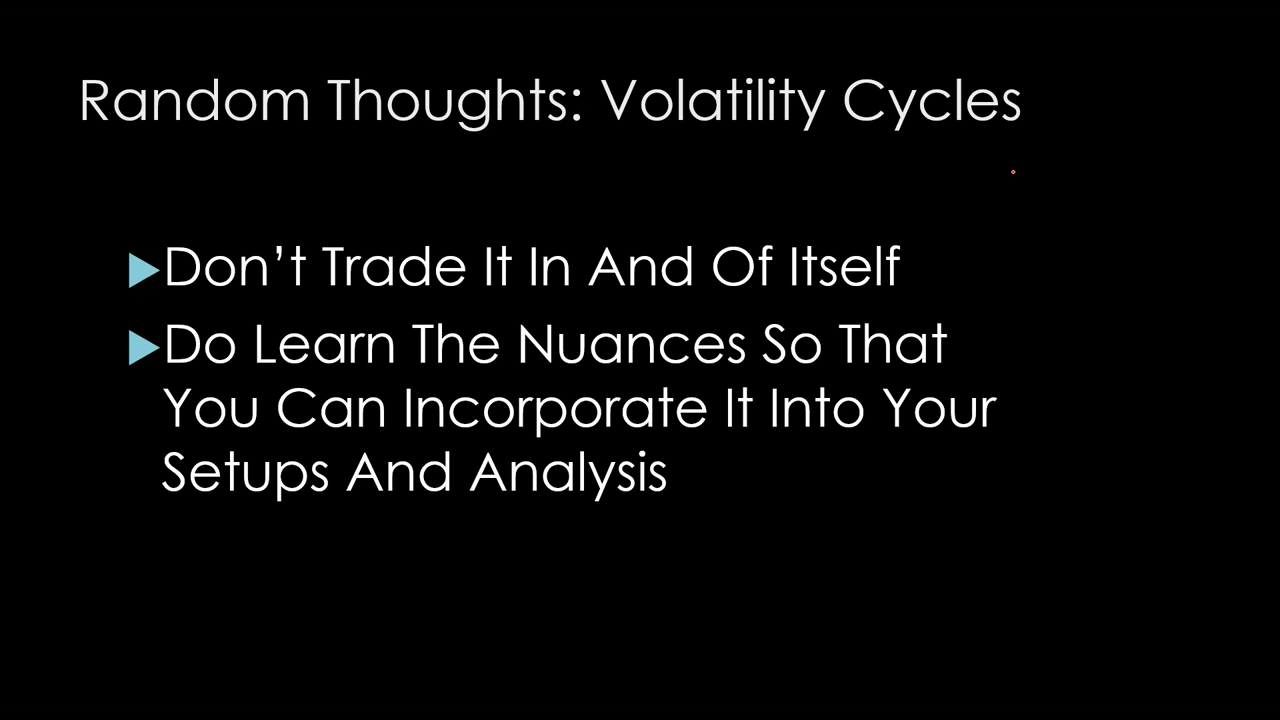 Random Thoughts: Volatility Cycles
Don’t Trade It In And Of Itself
Do Learn The Nuances So That
You Can Incorporate It Into Your
Setups And Analysis